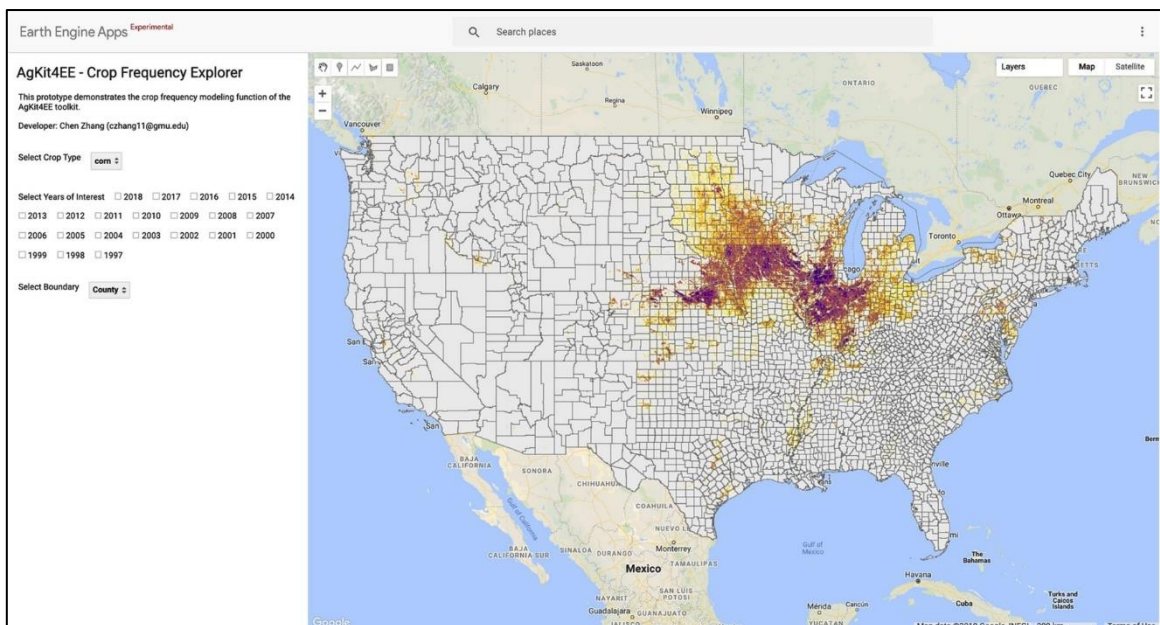 Earth Engine Apps Experimental
Search places
AgKit4EE - Crop Frequency Explorer
This prototype demonstrates the crop frequency modeling function of the
AgKit4EE toolkit.
Developer: Chen Zhang (czhang11@gmu.edu)
Select Crop Type corn
Select Years of Interest 2018 2017 2016 2015 2014
2013 2012 2011 2010 2009 2008 2007
2006 2005 2004 2003 2002 2001 2000
1999 1998 1997
Select Boundary County
Layers Map Satellite
+
−
Saskatoon
Calgary
Regina
Winnipeg
Vancouver
ONTARIO
QUEBEC
Quebec City
NEW
BRUNSWICK
Montreal
Ottawa
Toronto
San
San
BAJA
CALIFORNIA
SONORA
CHIHUAHUA
COAHUILA
NUEVO
Gulf of California
BAJA
CALIFORNIA SUR
SINALOA
DURANGO
Monterrey
TAMAULIPAS
Mexico
SAN LUIS
POTOSI
NAYARIT
Guadalajara
GUANAJUATO
Gulf of
Mexico
Havana
Cuba
The
Bahamas
Turks and
Caicos
Islands
Mérida
Cancún
YUCATAN
Google